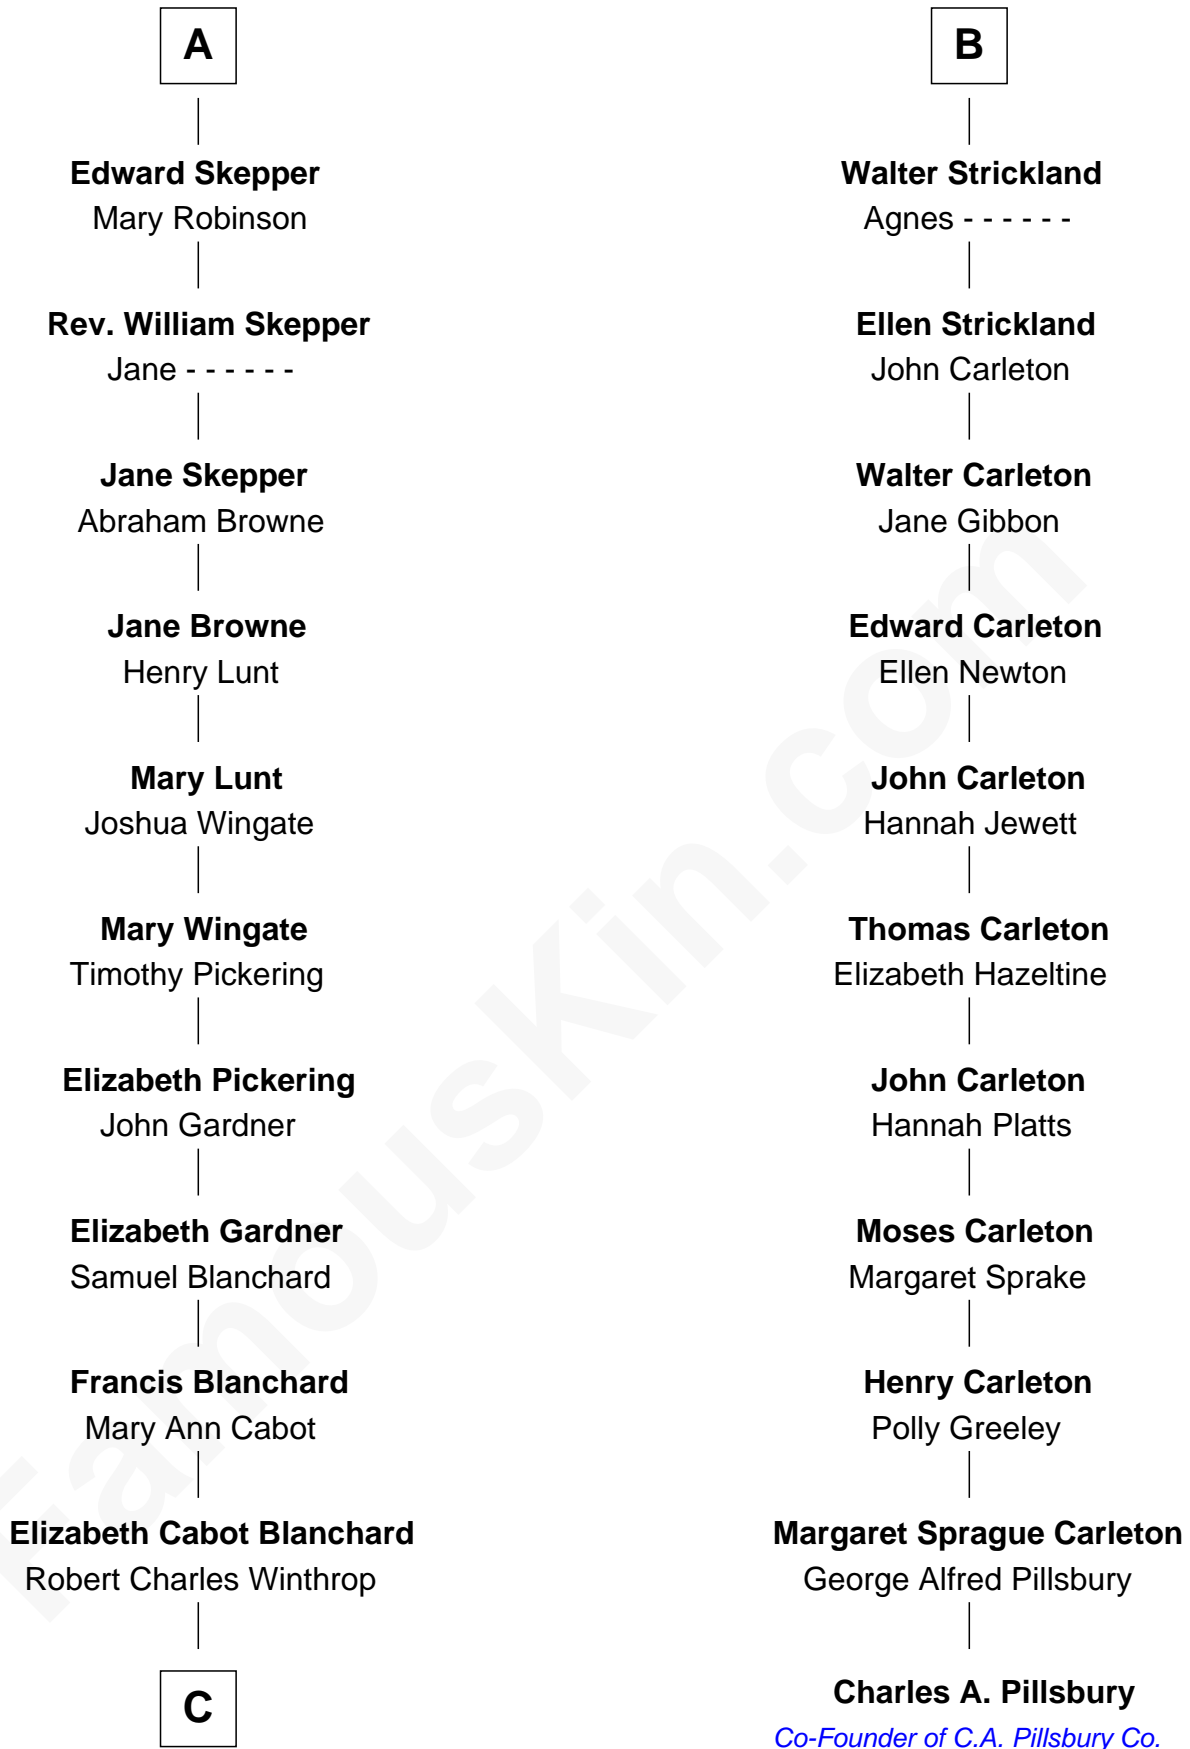 A
Edward Skepper
Mary Robinson
Rev. William Skepper
Jane - - - - - -
Jane Skepper
Abraham Browne
Jane Browne
Henry Lunt
Mary Lunt
Joshua Wingate
Mary Wingate
Timothy Pickering
Elizabeth Pickering
John Gardner
Elizabeth Gardner
Samuel Blanchard
Francis Blanchard
Mary Ann Cabot
Elizabeth Cabot Blanchard
Robert Charles Winthrop
C
B
Walter Strickland
Agnes - - - - - -
Ellen Strickland
John Carleton
Walter Carleton
Jane Gibbon
Edward Carleton
Ellen Newton
John Carleton
Hannah Jewett
Thomas Carleton
Elizabeth Hazeltine
John Carleton
Hannah Platts
Moses Carleton
Margaret Sprake
Henry Carleton
Polly Greeley
Margaret Sprague Carleton
George Alfred Pillsbury
Charles A. Pillsbury
Co-Founder of C.A. Pillsbury Co.
FamousKin.com